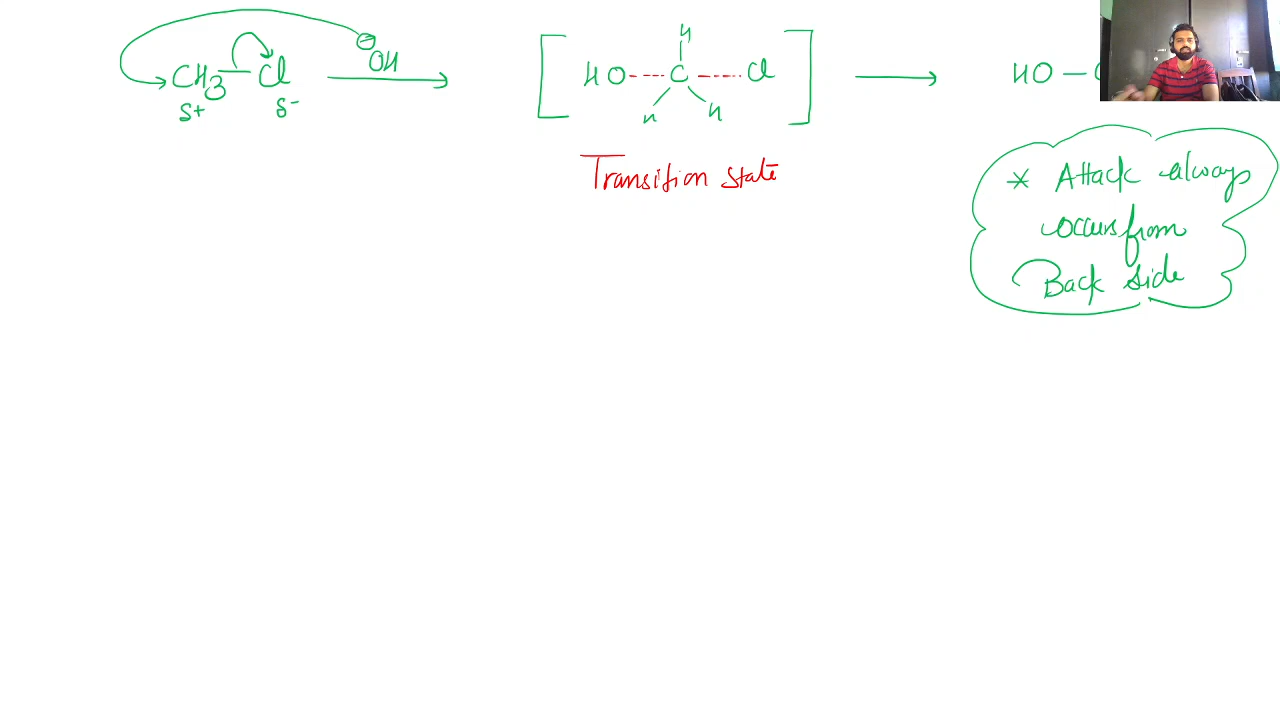 CH3—Cl ⊖OH
δ+ δ-
H
HO---C---Cl
H H
Transition state
HO—
* Attack always
occurs from
Back side